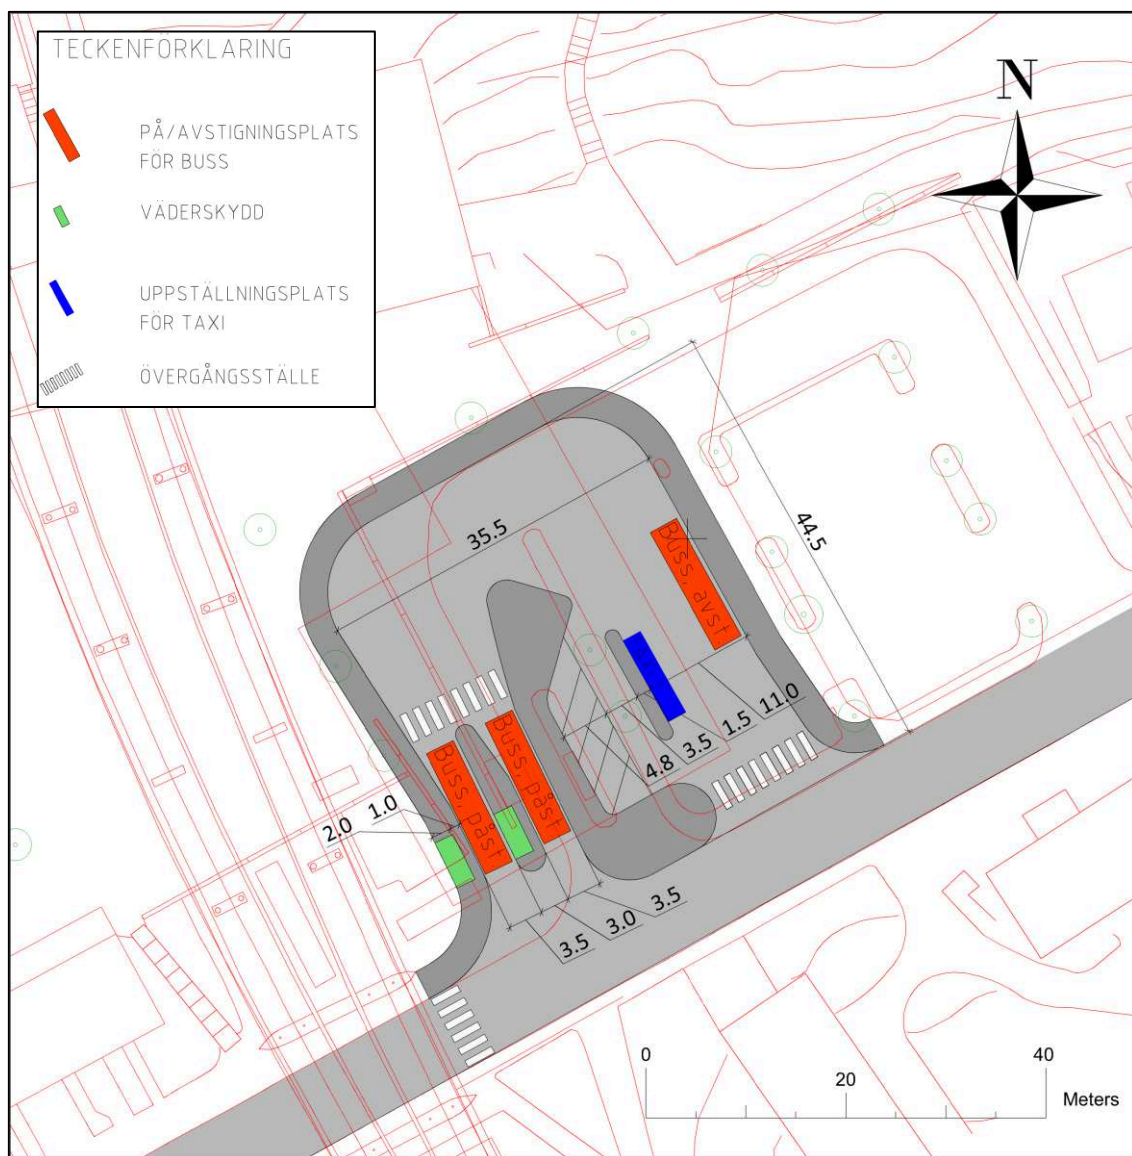 TECKENFÖRKLARING
PÅ/AVSTIGNINGSPLATS
FÖR BUSS
VÄDERSKYDD
UPPSTÄLLNINGSPLATS
FÖR TAXI
ÖVERGÅNGSSTÄLLE
N
35.5
44.5
Buss, avst.
11.0
1.5
3.5
4.8
Buss, påst
Buss, påst
1.0
2.0
3.5
3.0
3.5
0
20
40
Meters